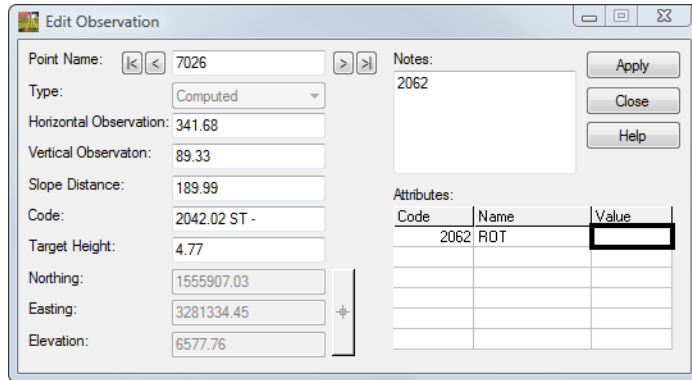 Edit Observation
Point Name: |< < 7026 > >|
Type: Computed
Horizontal Observation: 341.68
Vertical Observaton: 89.33
Slope Distance: 189.99
Code: 2042.02 ST -
Target Height: 4.77
Northing: 1555907.03
Easting: 3281334.45
Elevation: 6577.76
Notes:
2062
Apply
Close
Help
Attributes:
Code Name Value
2062 ROT